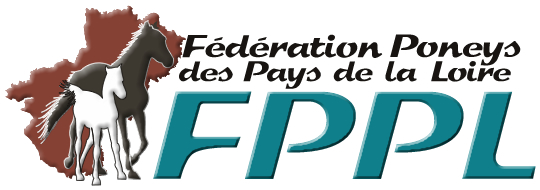 Fédération Poneys
des Pays de la Loire
FPPL